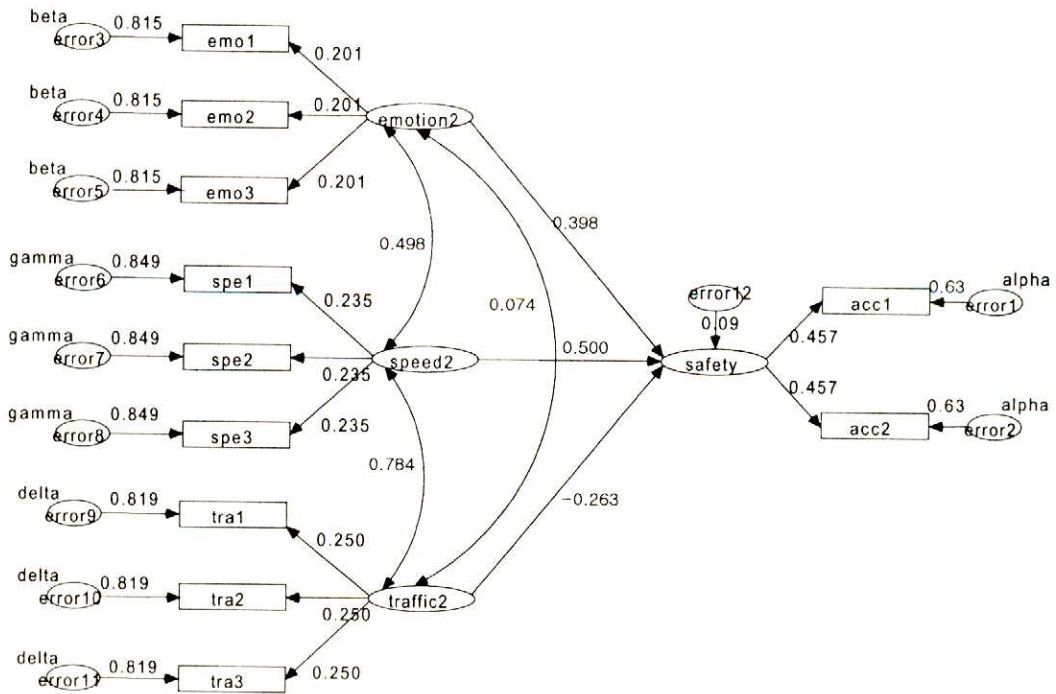 beta
error3 0.815 emo1
0.201
beta
error4 0.815 emo2 0.201 emotion2
beta
error5 0.815 emo3 0.201
0.398
0.498
gamma
error6 0.849 spe1
0.235
0.074
error12
0.09
0.63 alpha
acc1 error1
0.457
gamma
error7 0.849 spe2 0.235 speed2 0.500 safety
0.457
gamma
error8 0.849 spe3 0.235
0.63 alpha
acc2 error2
0.784
-0.263
delta
error9 0.819 tra1
0.250
delta
error10 0.819 tra2 0.250 traffic2
delta
error11 0.819 tra3 0.250